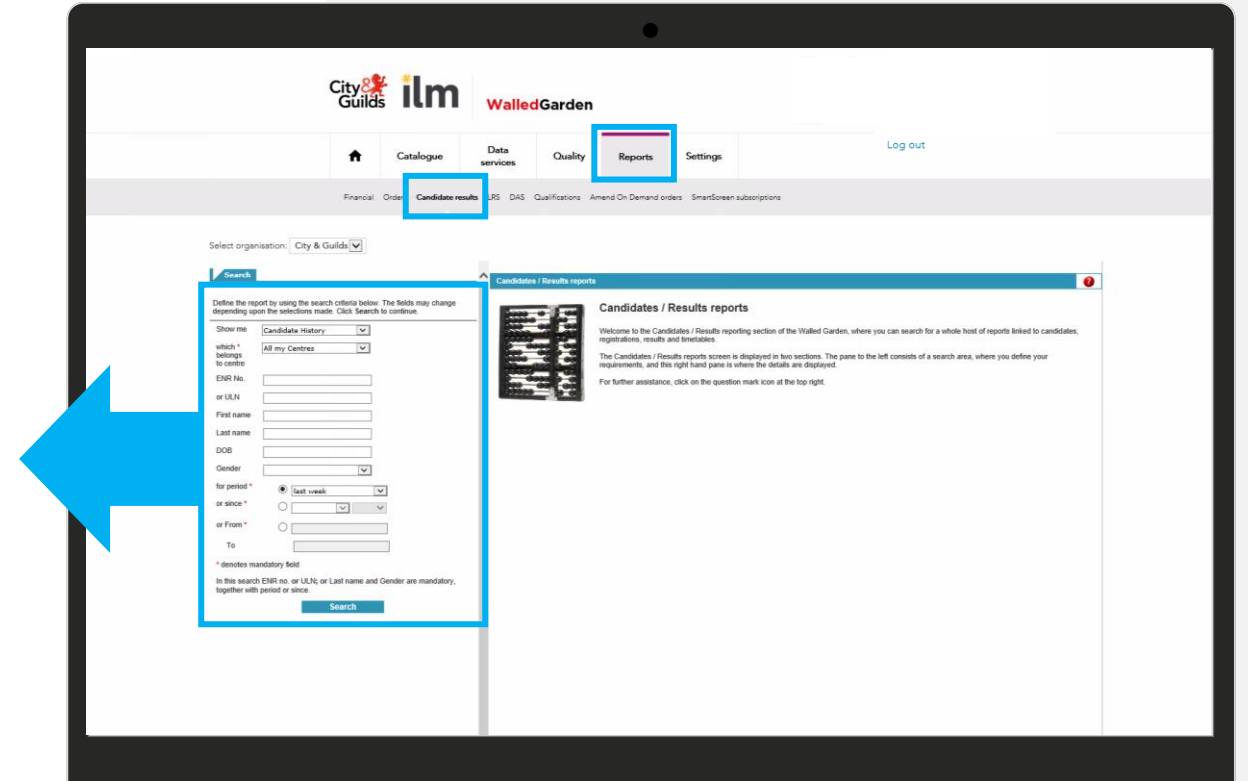 City & Guilds ilm WalledGarden
Log out
Catalogue Data services Quality Reports Settings
Financial Orders Candidate results LRS DAS Qualifications Amend On Demand orders SmartScreen subscriptions
Select organisation: City & Guilds
Search
Define the report by using the search criteria below. The fields may change
depending upon the selections made. Click Search to continue.
Show me Candidate History
which * belongs to centre All my Centres
ENR No.
or ULN
First name
Last name
DOB
Gender
for period * last week
or since *
or From *
To
* denotes mandatory field
In this search ENR no. or ULN; or Last name and Gender are mandatory,
together with period or since.
Search
Candidates / Results reports
?
Candidates / Results reports
Welcome to the Candidates / Results reporting section of the Walled Garden, where you can search for a whole host of reports linked to candidates,
registrations, results and timetables.
The Candidates / Results reports screen is displayed in two sections. The pane to the left consists of a search area, where you define your
requirements, and this right hand pane is where the details are displayed.
For further assistance, click on the question mark icon at the top right.